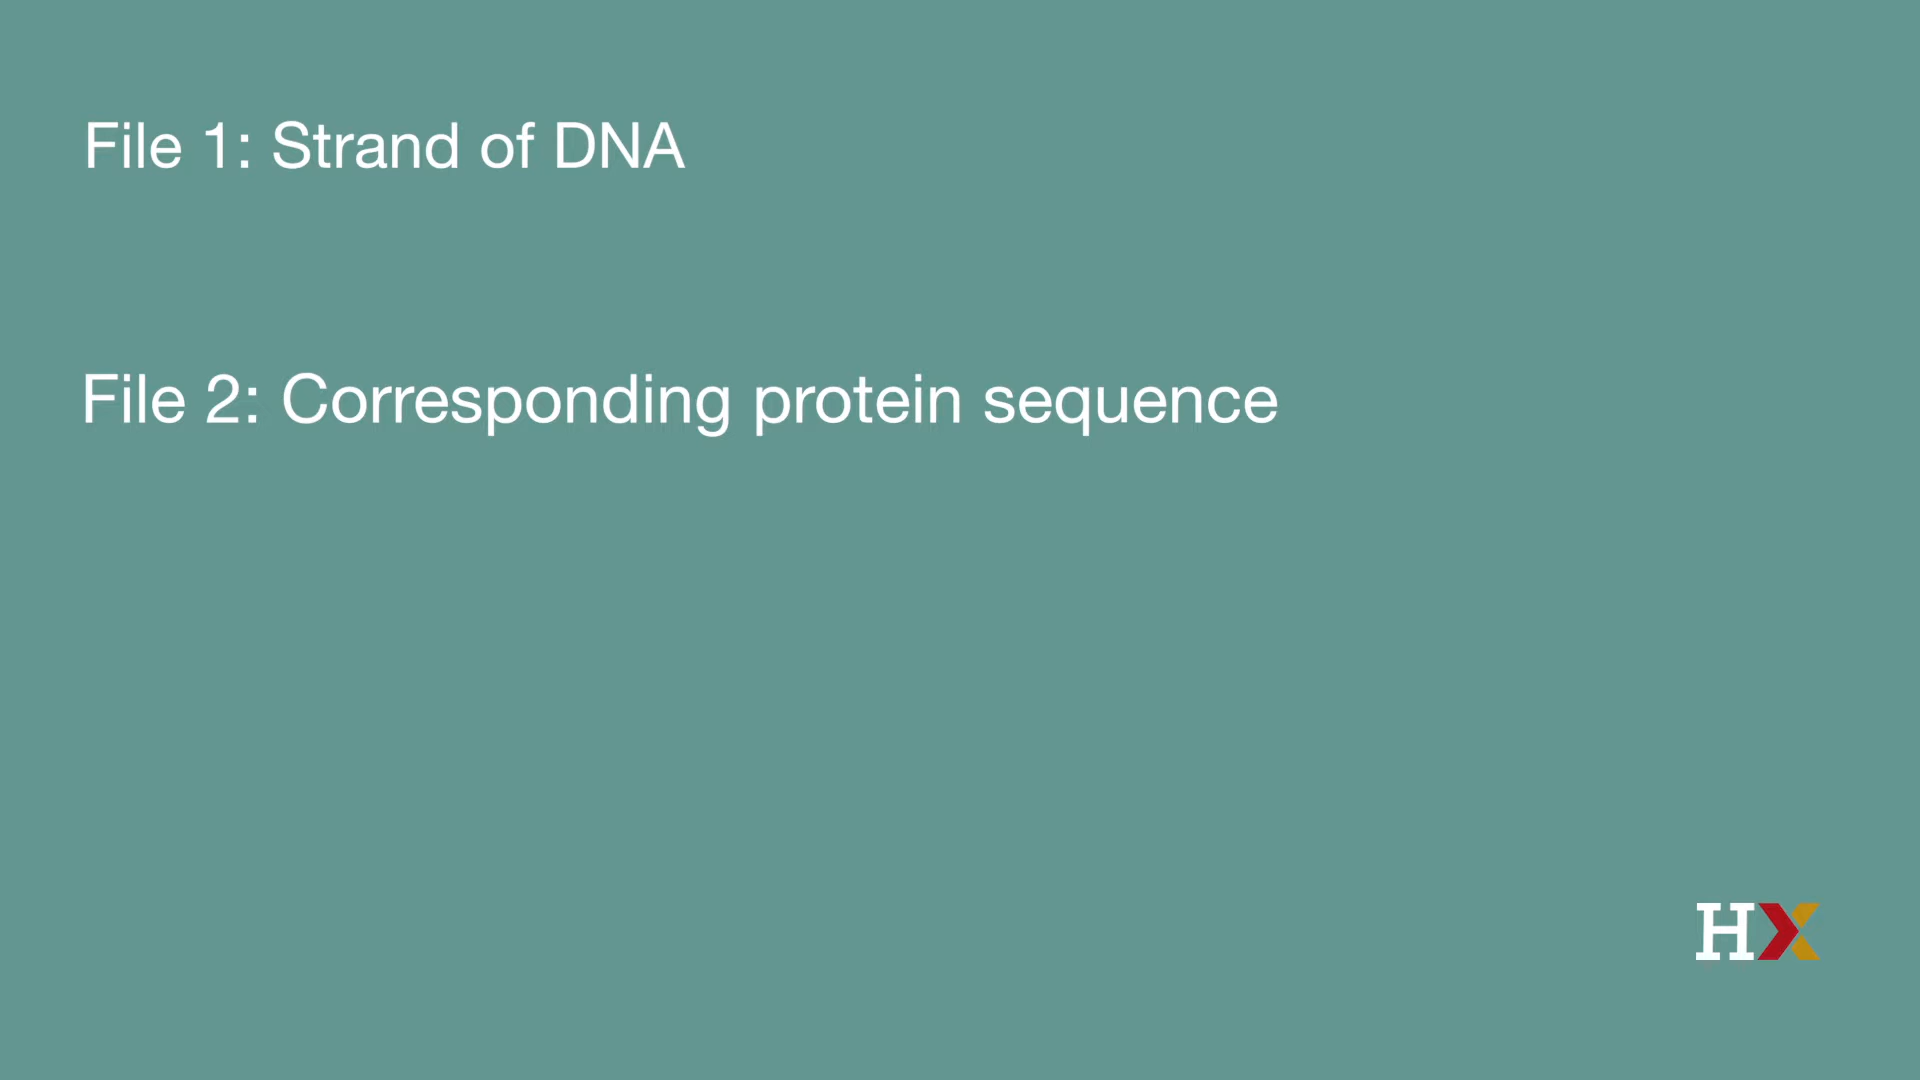 File 1: Strand of DNA
File 2: Corresponding protein sequence
HX